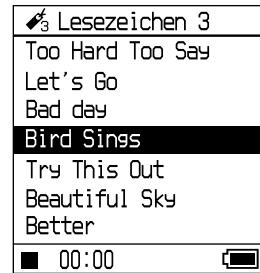 3 Lesezeichen 3
Too Hard Too Say
Let's Go
Bad day
Bird Sings
Try This Out
Beautiful Sky
Better
00:00